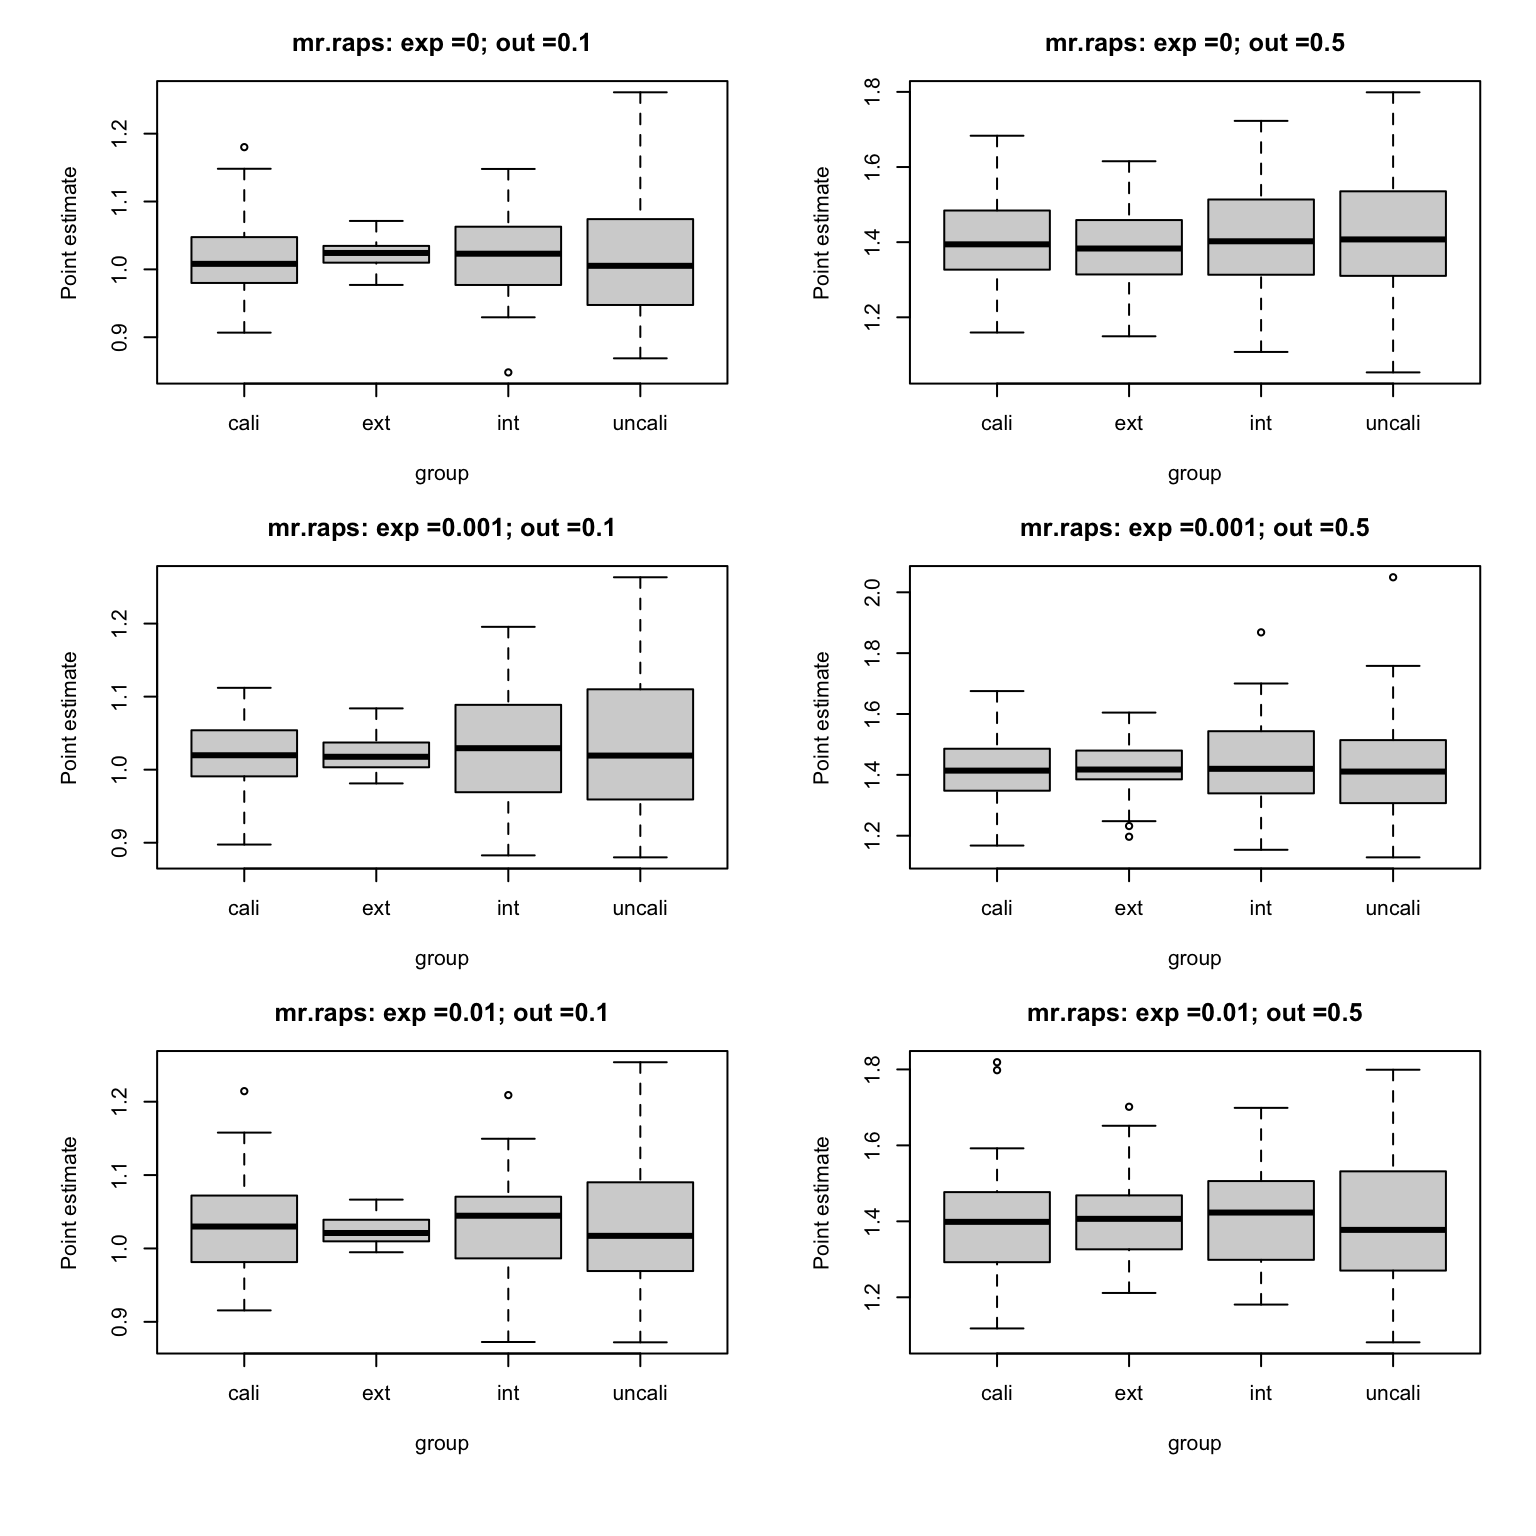 mr.raps: exp =0; out =0.1
Point estimate
0.9 1.0 1.1 1.2
cali ext int uncali
group
mr.raps: exp =0; out =0.5
Point estimate
1.2 1.4 1.6 1.8
cali ext int uncali
group
mr.raps: exp =0.001; out =0.1
Point estimate
0.9 1.0 1.1 1.2
cali ext int uncali
group
mr.raps: exp =0.001; out =0.5
Point estimate
1.2 1.4 1.6 1.8 2.0
cali ext int uncali
group
mr.raps: exp =0.01; out =0.1
Point estimate
0.9 1.0 1.1 1.2
cali ext int uncali
group
mr.raps: exp =0.01; out =0.5
Point estimate
1.2 1.4 1.6 1.8
cali ext int uncali
group